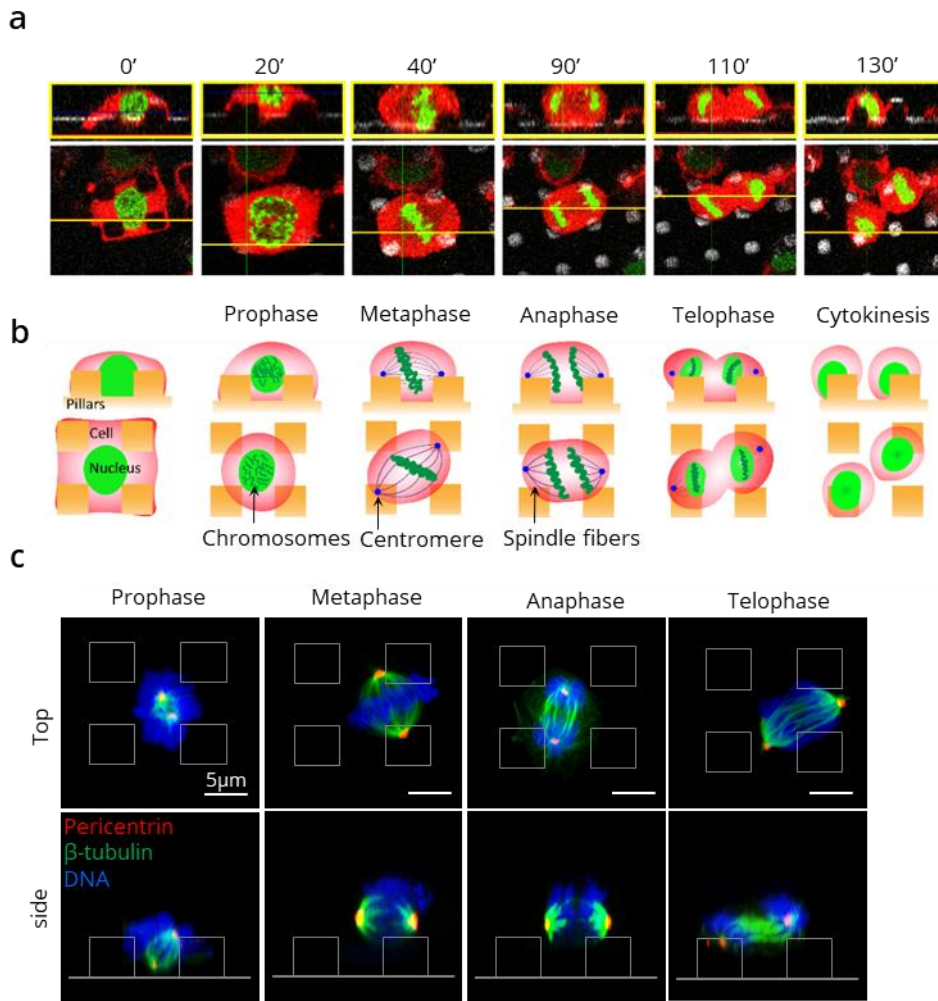 a
0' 20' 40' 90' 110' 130'
b
Prophase Metaphase Anaphase Telophase Cytokinesis
Pillars
Cell
Nucleus
Chromosomes Centromere Spindle fibers
c
Prophase Metaphase Anaphase Telophase
Top
5μm
Pericentrin
β-tubulin
DNA
side